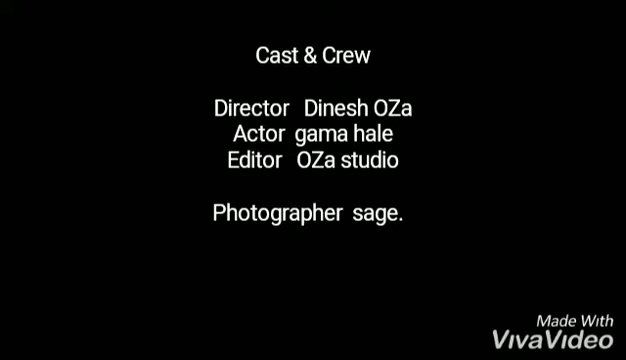 Cast & Crew
Director Dinesh OZa
Actor gama hale
Editor OZa studio
Photographer sage.
Made With
VivaVideo